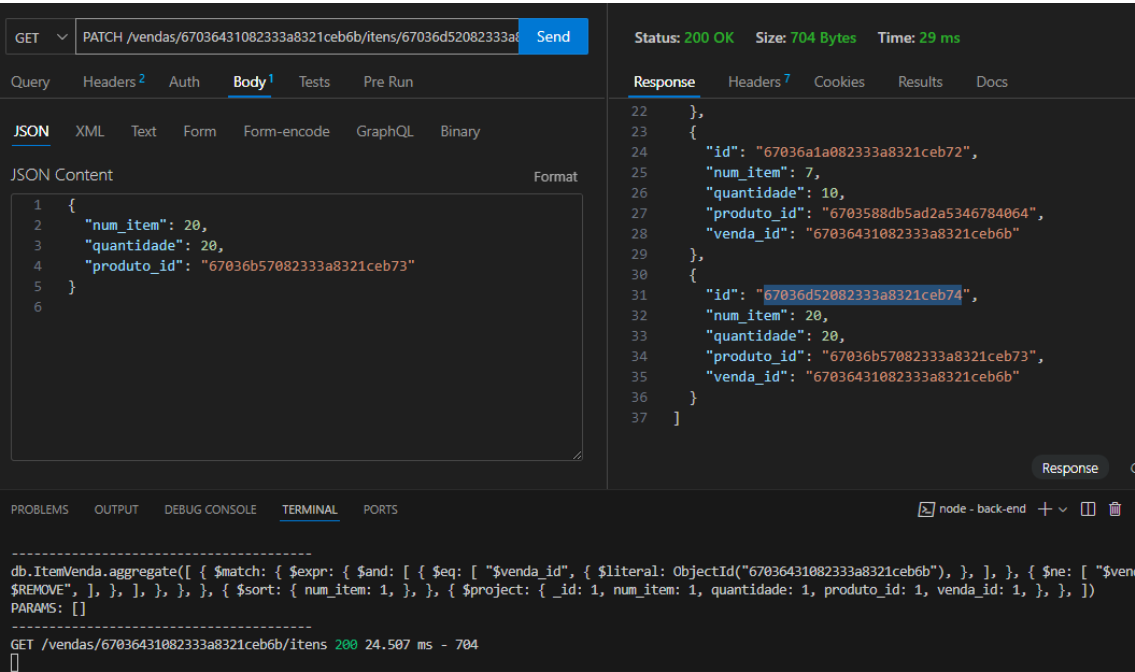 GET PATCH /vendas/67036431082333a8321ceb6b/itens/67036d52082333a8 Send
Query Headers 2 Auth Body 1 Tests Pre Run
JSON XML Text Form Form-encode GraphQL Binary
JSON Content Format
1 {
2 "num_item": 20,
3 "quantidade": 20,
4 "produto_id": "67036b57082333a8321ceb73"
5 }
6
Status: 200 OK Size: 704 Bytes Time: 29 ms
Response Headers 7 Cookies Results Docs
22 },
23 {
24 "id": "67036a1a082333a8321ceb72",
25 "num_item": 7,
26 "quantidade": 10,
27 "produto_id": "6703588db5ad2a5346784064",
28 "venda_id": "67036431082333a8321ceb6b"
29 },
30 {
31 "id": "67036d52082333a8321ceb74",
32 "num_item": 20,
33 "quantidade": 20,
34 "produto_id": "67036b57082333a8321ceb73",
35 "venda_id": "67036431082333a8321ceb6b"
36 }
37 ]
Response
PROBLEMS OUTPUT DEBUG CONSOLE TERMINAL PORTS node - back-end
----------------------------------------
db.ItemVenda.aggregate([ { $match: { $expr: { $and: [ { $eq: [ "$venda_id", { $literal: ObjectId("67036431082333a8321ceb6b"), }, ], }, { $ne: [ "$ven
$REMOVE", ], }, ], }, }, }, { $sort: { num_item: 1, }, }, { $project: { _id: 1, num_item: 1, quantidade: 1, produto_id: 1, venda_id: 1, }, }, ])
PARAMS: []
----------------------------------------
GET /vendas/67036431082333a8321ceb6b/itens 200 24.507 ms - 704